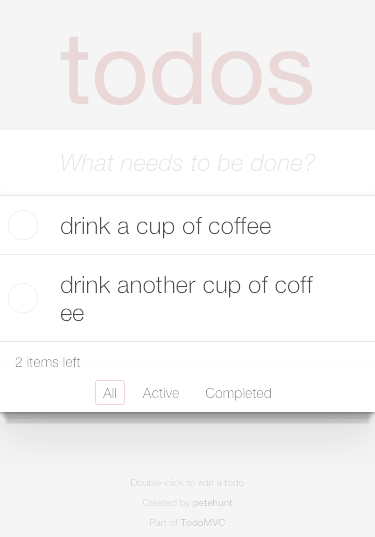 todos
What needs to be done?
drink a cup of coffee
drink another cup of coff
ee
2 items left
All Active Completed
Double-click to edit a todo
Created by petehunt
Part of TodoMVC